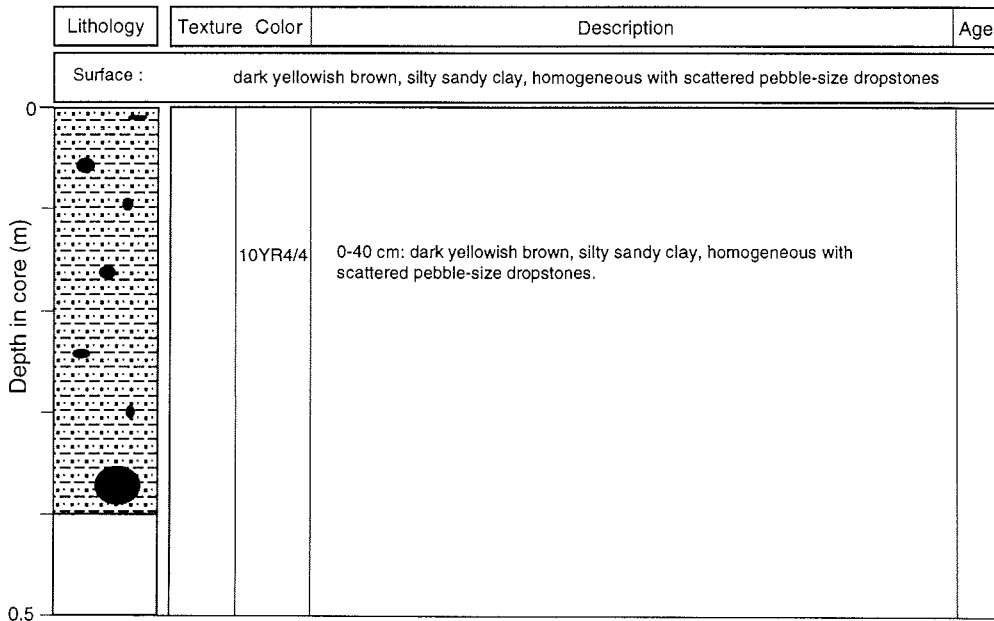 Lithology Texture Color Description Age
Surface : dark yellowish brown, silty sandy clay, homogeneous with scattered pebble-size dropstones
0
Depth in core (m)
10YR4/4 0-40 cm: dark yellowish brown, silty sandy clay, homogeneous with
scattered pebble-size dropstones.
0.5